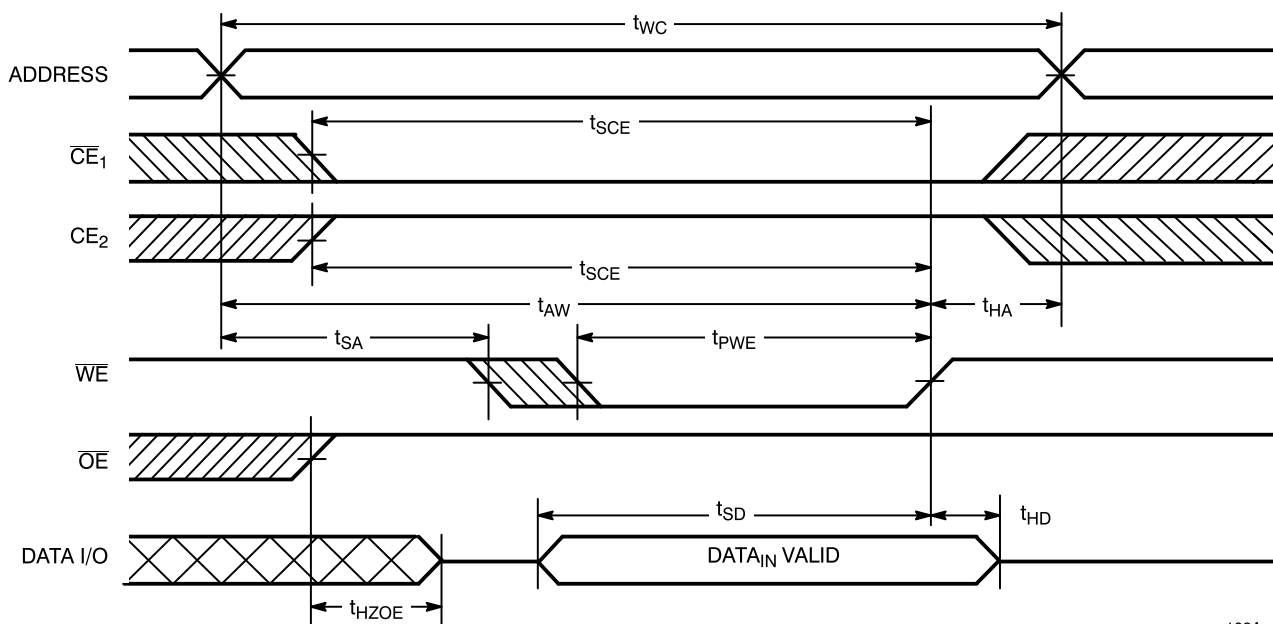 tWC
ADDRESS
tSCE
CE1
CE2
tSCE
tAW
tHA
tSA
tPWE
WE
OE
tSD
tHD
DATA I/O
DATAIN VALID
tHZOE